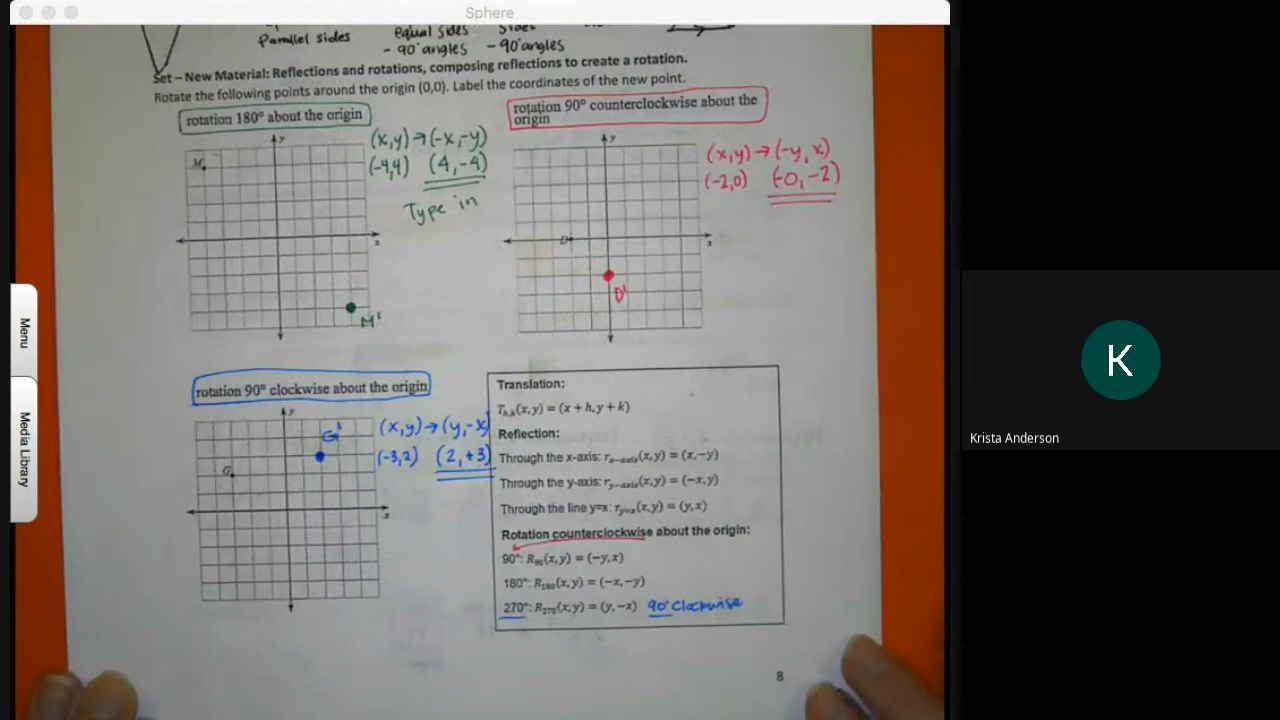 Sphere
Parallel sides
equal sides
sides
- 90° angles
- 90° angles
Set – New Material: Reflections and rotations, composing reflections to create a rotation.
Rotate the following points around the origin (0,0). Label the coordinates of the new point.
rotation 180° about the origin
y
M
x
M'
(x,y) → (-x,-y)
(-4,4) (4,-4)
Type in
rotation 90° counterclockwise about the
origin
y
D
x
D'
(x,y) → (-y, x)
(-2,0) (-0,-2)
Menu
Media Library
rotation 90° clockwise about the origin
y
G'
G
x
(x,y) → (y,-x)
(-3,2) (2,+3)
Translation:
Th,k(x,y) = (x + h, y + k)
Reflection:
Through the x-axis: rx-axis(x,y) = (x,-y)
Through the y-axis: ry-axis(x,y) = (-x,y)
Through the line y=x: ry=x(x,y) = (y,x)
Rotation counterclockwise about the origin:
90°: R90(x,y) = (-y,x)
180°: R180(x,y) = (-x,-y)
270°: R270(x,y) = (y,-x) 90° Clockwise
8
K
Krista Anderson